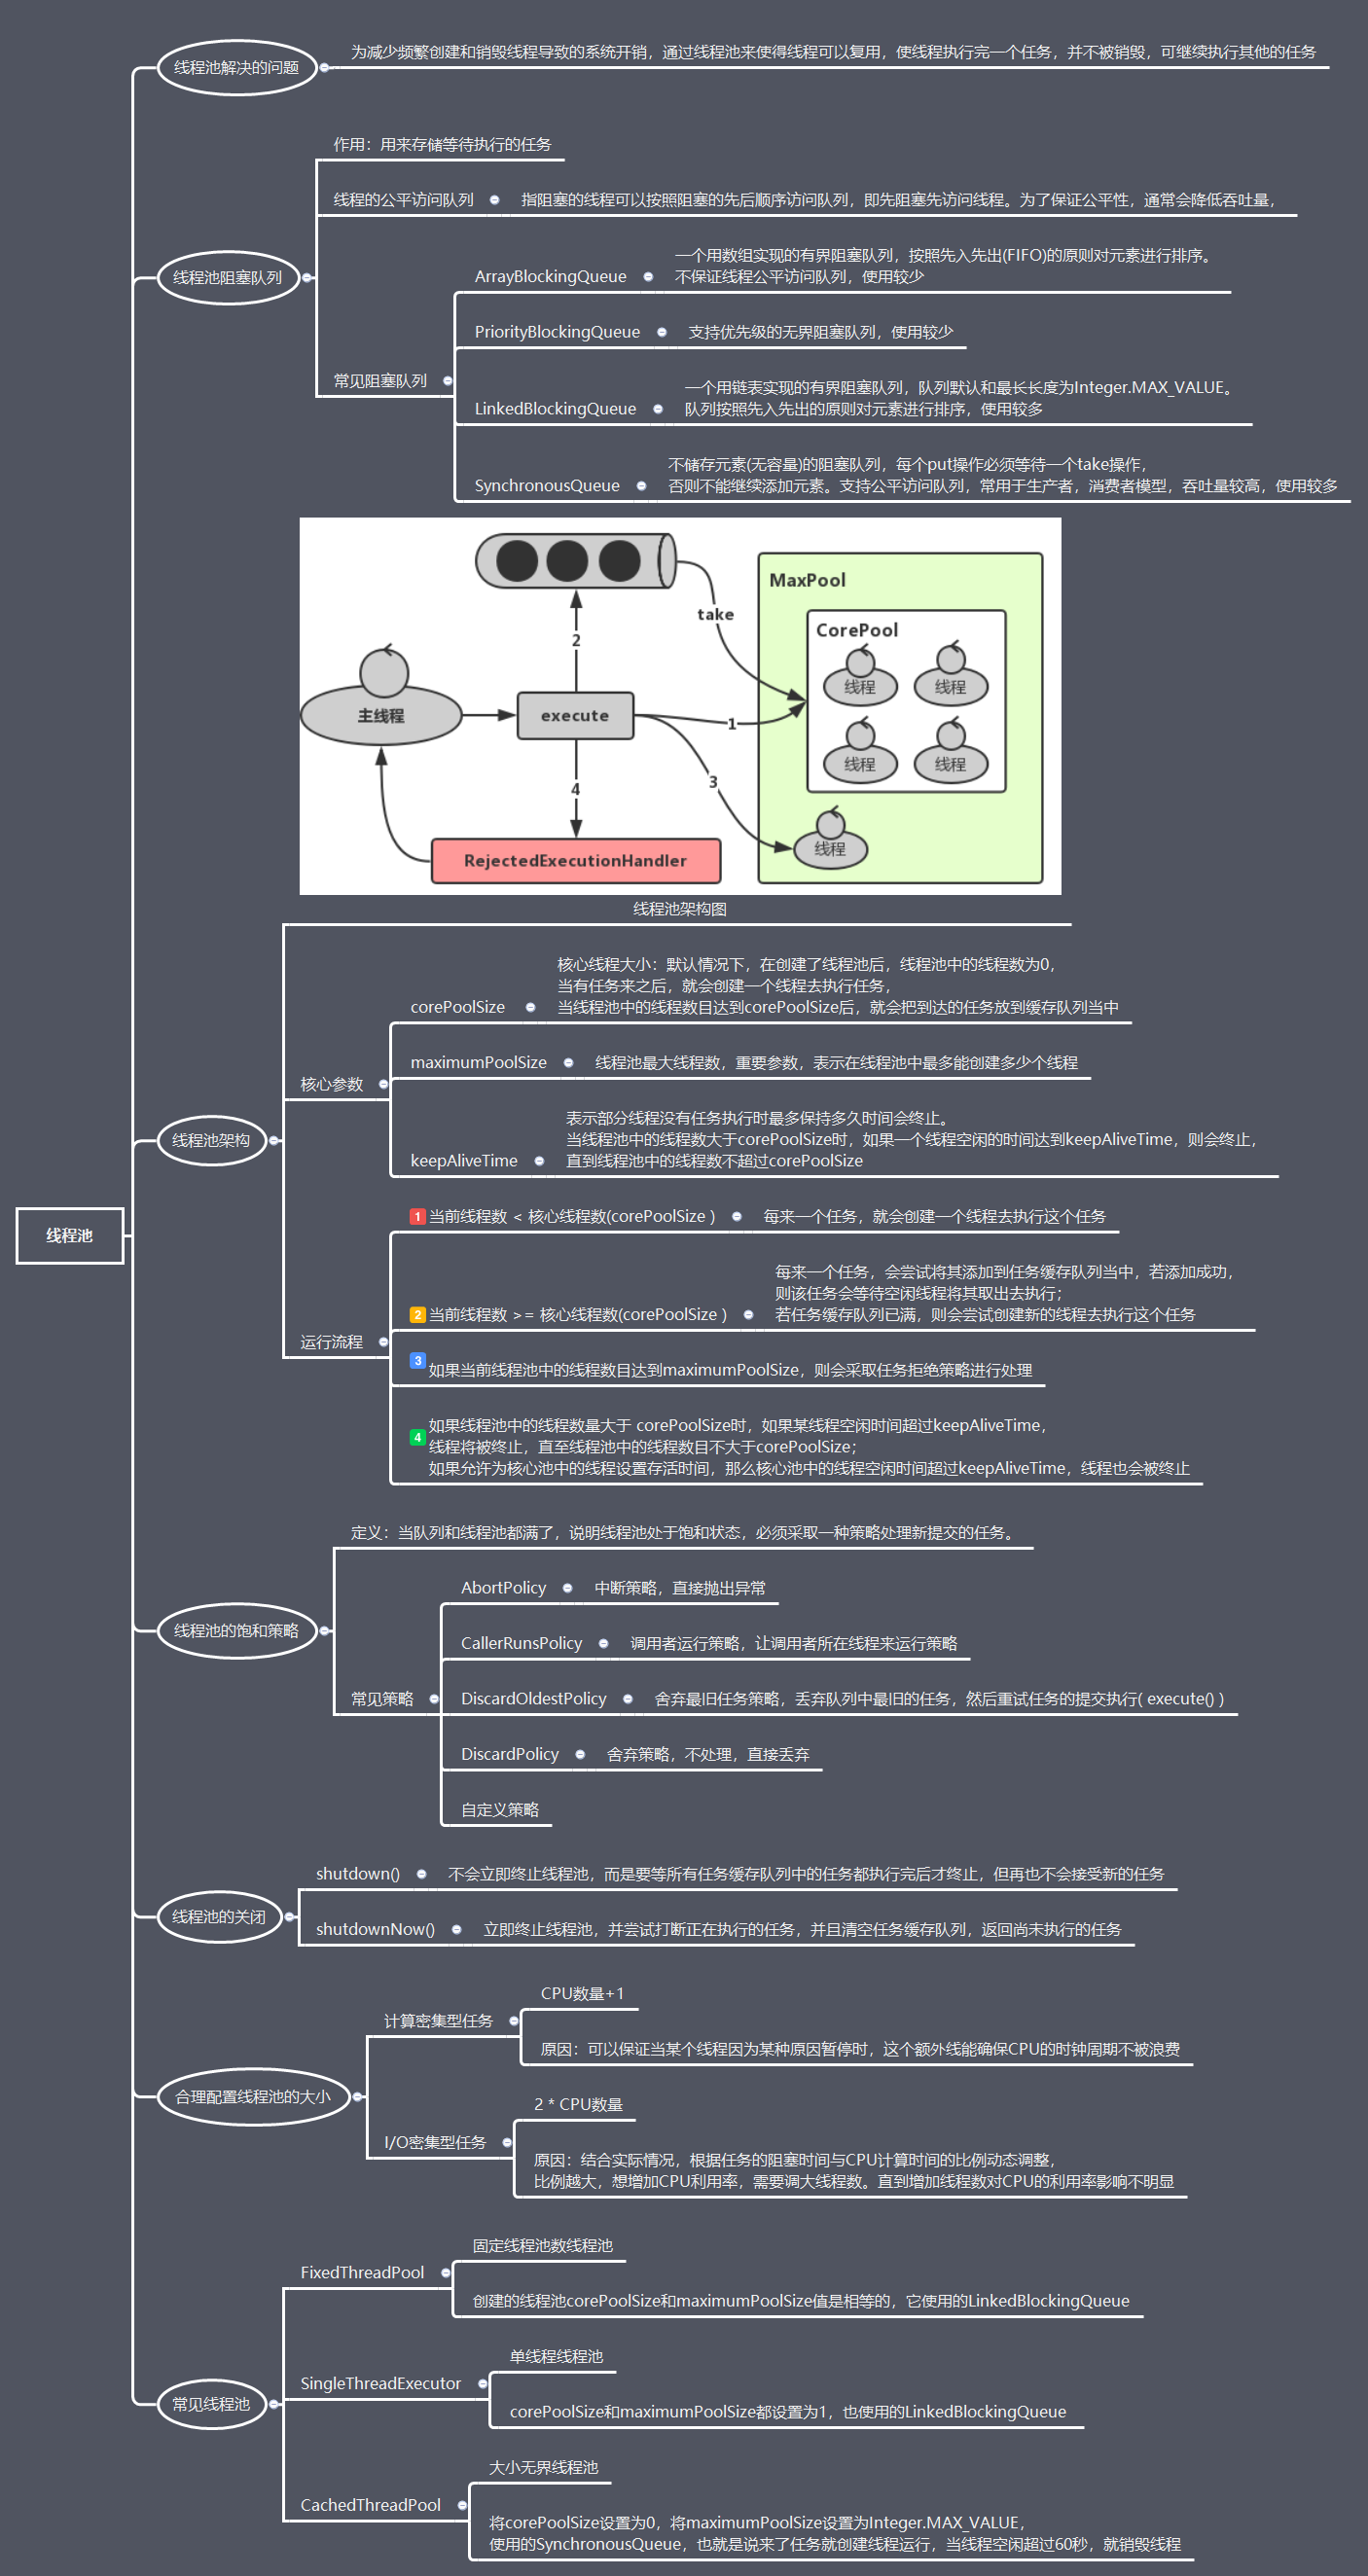 线程池
线程池解决的问题
为减少频繁创建和销毁线程导致的系统开销，通过线程池来使得线程可以复用，使线程执行完一个任务，并不被销毁，可继续执行其他的任务
线程池阻塞队列
作用：用来存储等待执行的任务
线程的公平访问队列
指阻塞的线程可以按照阻塞的先后顺序访问队列，即先阻塞先访问线程。为了保证公平性，通常会降低吞吐量，
常见阻塞队列
ArrayBlockingQueue
一个用数组实现的有界阻塞队列，按照先入先出(FIFO)的原则对元素进行排序。
不保证线程公平访问队列，使用较少
PriorityBlockingQueue
支持优先级的无界阻塞队列，使用较少
LinkedBlockingQueue
一个用链表实现的有界阻塞队列，队列默认和最长长度为Integer.MAX_VALUE。
队列按照先入先出的原则对元素进行排序，使用较多
SynchronousQueue
不储存元素(无容量)的阻塞队列，每个put操作必须等待一个take操作，
否则不能继续添加元素。支持公平访问队列，常用于生产者，消费者模型，吞吐量较高，使用较多
MaxPool
take
CorePool
2
线程
线程
主线程
execute
1
线程
线程
3
4
线程
RejectedExecutionHandler
线程池架构图
线程池架构
核心参数
corePoolSize
核心线程大小：默认情况下，在创建了线程池后，线程池中的线程数为0，
当有任务来之后，就会创建一个线程去执行任务，
当线程池中的线程数目达到corePoolSize后，就会把到达的任务放到缓存队列当中
maximumPoolSize
线程池最大线程数，重要参数，表示在线程池中最多能创建多少个线程
keepAliveTime
表示部分线程没有任务执行时最多保持多久时间会终止。
当线程池中的线程数大于corePoolSize时，如果一个线程空闲的时间达到keepAliveTime，则会终止，
直到线程池中的线程数不超过corePoolSize
运行流程
1 当前线程数 < 核心线程数(corePoolSize )
每来一个任务，就会创建一个线程去执行这个任务
2 当前线程数 >= 核心线程数(corePoolSize )
每来一个任务，会尝试将其添加到任务缓存队列当中，若添加成功，
则该任务会等待空闲线程将其取出去执行；
若任务缓存队列已满，则会尝试创建新的线程去执行这个任务
3 如果当前线程池中的线程数目达到maximumPoolSize，则会采取任务拒绝策略进行处理
4 如果线程池中的线程数量大于 corePoolSize时，如果某线程空闲时间超过keepAliveTime，
线程将被终止，直至线程池中的线程数目不大于corePoolSize；
如果允许为核心池中的线程设置存活时间，那么核心池中的线程空闲时间超过keepAliveTime，线程也会被终止
线程池的饱和策略
定义：当队列和线程池都满了，说明线程池处于饱和状态，必须采取一种策略处理新提交的任务。
常见策略
AbortPolicy
中断策略，直接抛出异常
CallerRunsPolicy
调用者运行策略，让调用者所在线程来运行策略
DiscardOldestPolicy
舍弃最旧任务策略，丢弃队列中最旧的任务，然后重试任务的提交执行( execute() )
DiscardPolicy
舍弃策略，不处理，直接丢弃
自定义策略
线程池的关闭
shutdown()
不会立即终止线程池，而是要等所有任务缓存队列中的任务都执行完后才终止，但再也不会接受新的任务
shutdownNow()
立即终止线程池，并尝试打断正在执行的任务，并且清空任务缓存队列，返回尚未执行的任务
合理配置线程池的大小
计算密集型任务
CPU数量+1
原因：可以保证当某个线程因为某种原因暂停时，这个额外线能确保CPU的时钟周期不被浪费
I/O密集型任务
2 * CPU数量
原因：结合实际情况，根据任务的阻塞时间与CPU计算时间的比例动态调整，
比例越大，想增加CPU利用率，需要调大线程数。直到增加线程数对CPU的利用率影响不明显
常见线程池
FixedThreadPool
固定线程池数线程池
创建的线程池corePoolSize和maximumPoolSize值是相等的，它使用的LinkedBlockingQueue
SingleThreadExecutor
单线程线程池
corePoolSize和maximumPoolSize都设置为1，也使用的LinkedBlockingQueue
CachedThreadPool
大小无界线程池
将corePoolSize设置为0，将maximumPoolSize设置为Integer.MAX_VALUE，
使用的SynchronousQueue，也就是说来了任务就创建线程运行，当线程空闲超过60秒，就销毁线程